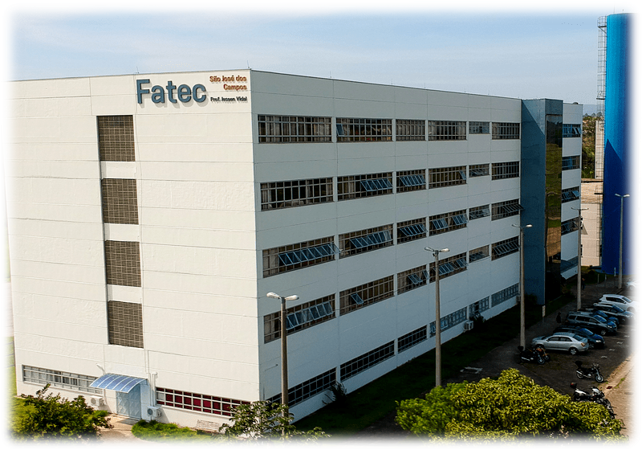 Fatec
São José dos
Campos
Prof. Jessen Vidal